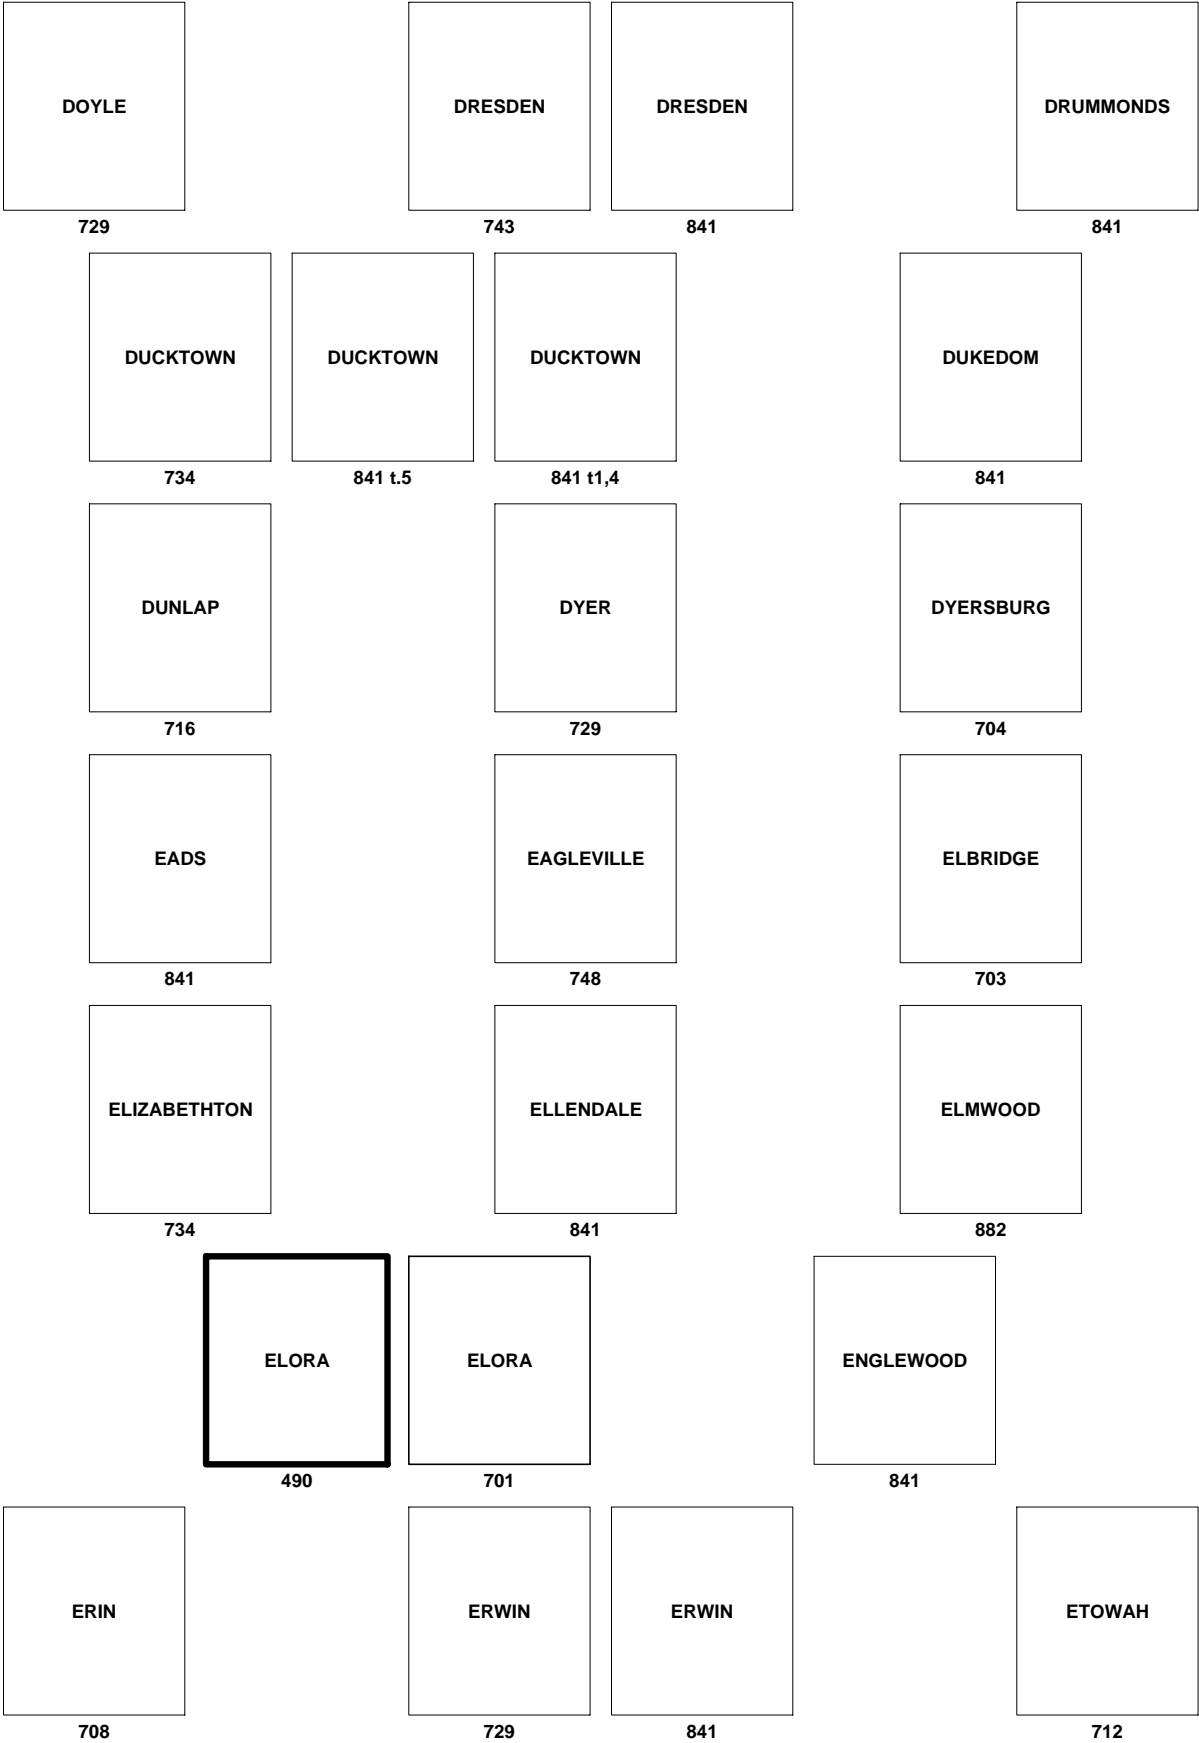 DOYLE DRESDEN DRESDEN DRUMMONDS
729 743 841 841
DUCKTOWN DUCKTOWN DUCKTOWN DUKEDOM
734 841 t.5 841 t1,4 841
DUNLAP DYER DYERSBURG
716 729 704
EADS EAGLEVILLE ELBRIDGE
841 748 703
ELIZABETHTON ELLENDALE ELMWOOD
734 841 882
ELORA ELORA ENGLEWOOD
490 701 841
ERIN ERWIN ERWIN ETOWAH
708 729 841 712